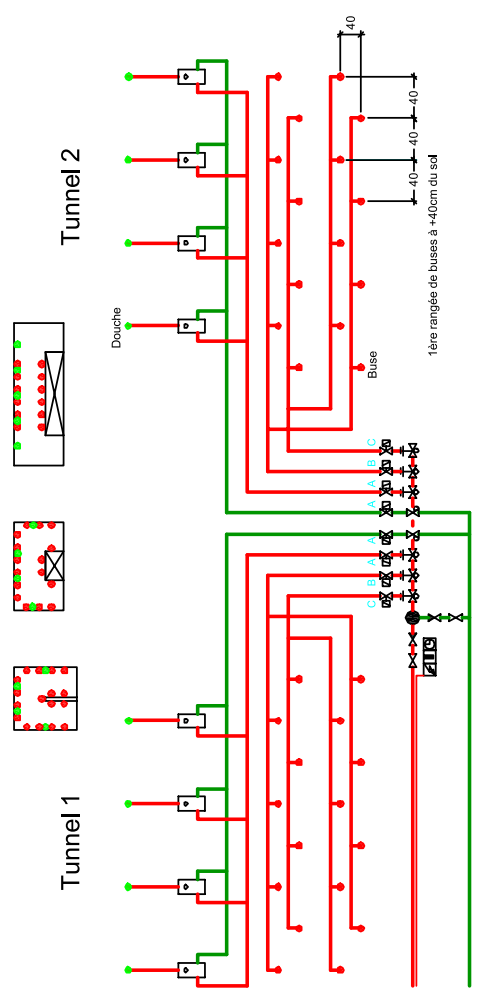 Tunnel 2
Tunnel 1
Douche
Buse
40
40
40
40
1ère rangée de buses à +40cm du sol
C
B
A
A
A
A
B
C